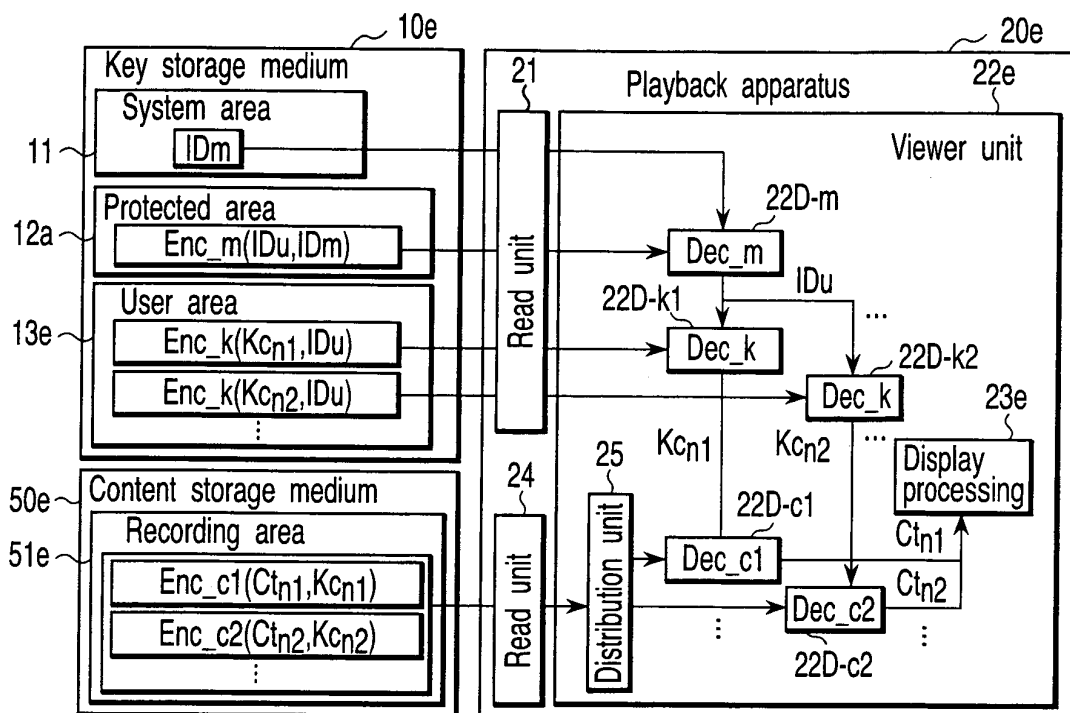 10e
Key storage medium
System area
IDm
11
Protected area
12a
Enc_m(IDu,IDm)
User area
13e
Enc_k(Kcn1,IDu)
Enc_k(Kcn2,IDu)
⋮
50e
Content storage medium
51e
Recording area
Enc_c1(Ctn1,Kcn1)
Enc_c2(Ctn2,Kcn2)
⋮
20e
Playback apparatus
21
Read unit
22e
Viewer unit
22D-m
Dec_m
IDu
...
22D-k1
Dec_k
22D-k2
Dec_k
...
Kcn1
Kcn2
23e
Display
processing
24
Read unit
25
Distribution unit
22D-c1
Dec_c1
Ctn1
Ctn2
Dec_c2
22D-c2
⋮
⋮